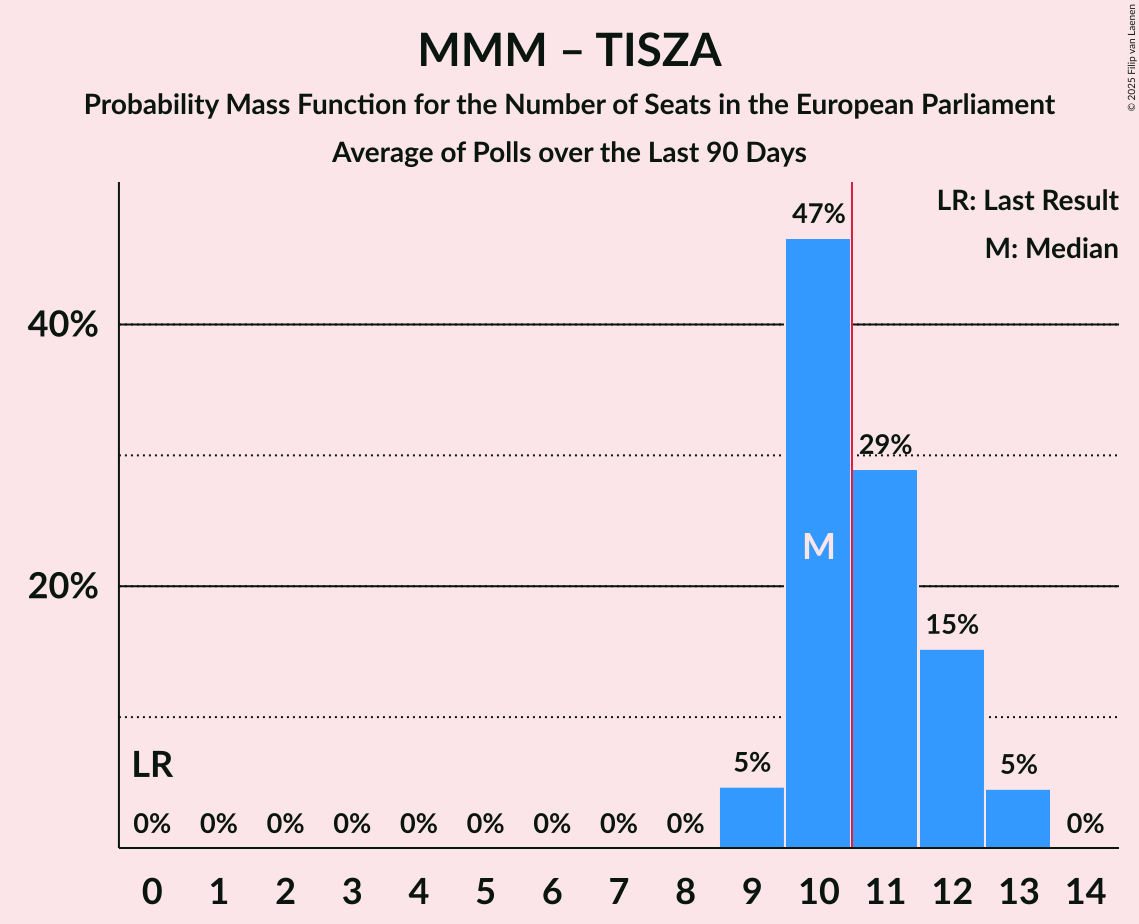 MMM – TISZA
Probability Mass Function for the Number of Seats in the European Parliament
Average of Polls over the Last 90 Days
© 2025 Filip van Laenen
LR: Last Result
M: Median
47%
40%
29%
M
20%
15%
LR
5%
5%
0% 0% 0% 0% 0% 0% 0% 0% 0% 0%
0 1 2 3 4 5 6 7 8 9 10 11 12 13 14